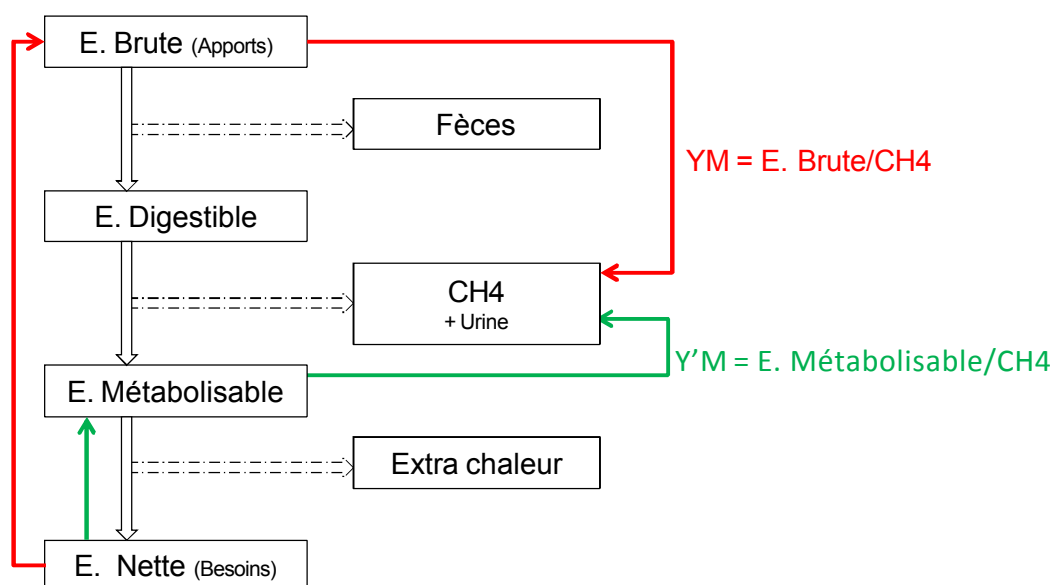 E. Brute (Apports)
Fèces
YM = E. Brute/CH4
E. Digestible
CH4
+ Urine
Y’M = E. Métabolisable/CH4
E. Métabolisable
Extra chaleur
E. Nette (Besoins)